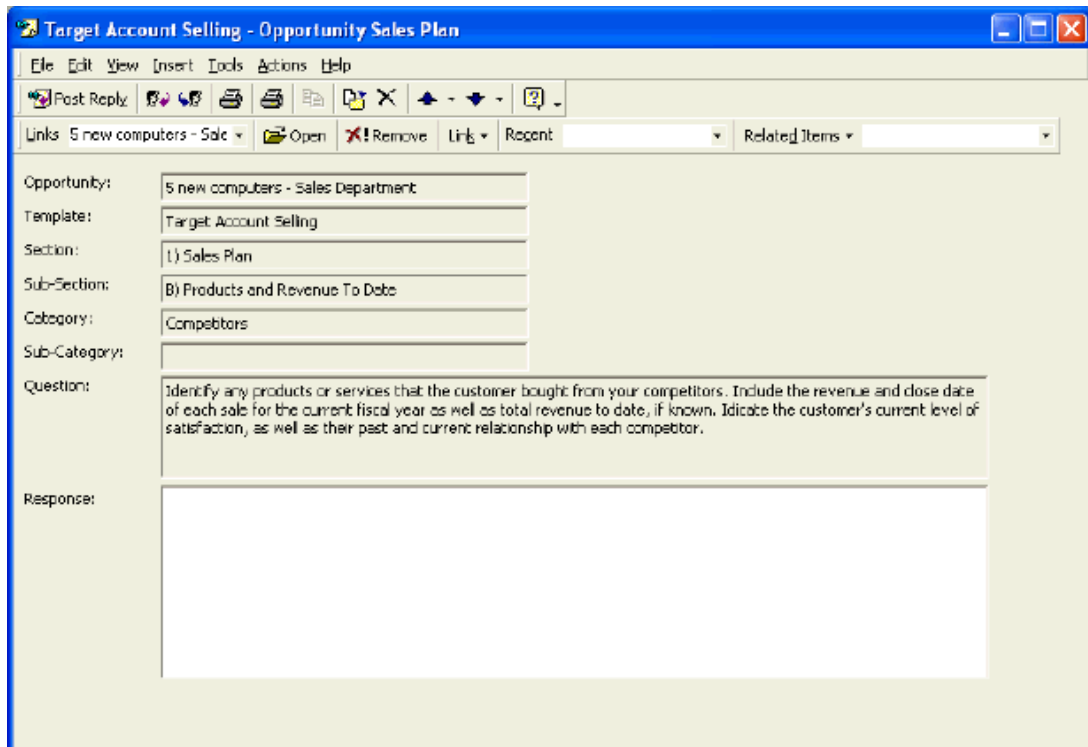 Target Account Selling - Opportunity Sales Plan
File Edit View Insert Tools Actions Help
Post Reply
Links 5 new computers - Sale Open Remove Link Recent Related Items
Opportunity: 5 new computers - Sales Department
Template: Target Account Selling
Section: 1) Sales Plan
Sub-Section: B) Products and Revenue To Date
Category: Competitors
Sub-Category:
Question: Identify any products or services that the customer bought from your competitors. Include the revenue and close date
of each sale for the current fiscal year as well as total revenue to date, if known. Idicate the customer's current level of
satisfaction, as well as their past and current relationship with each competitor.
Response: